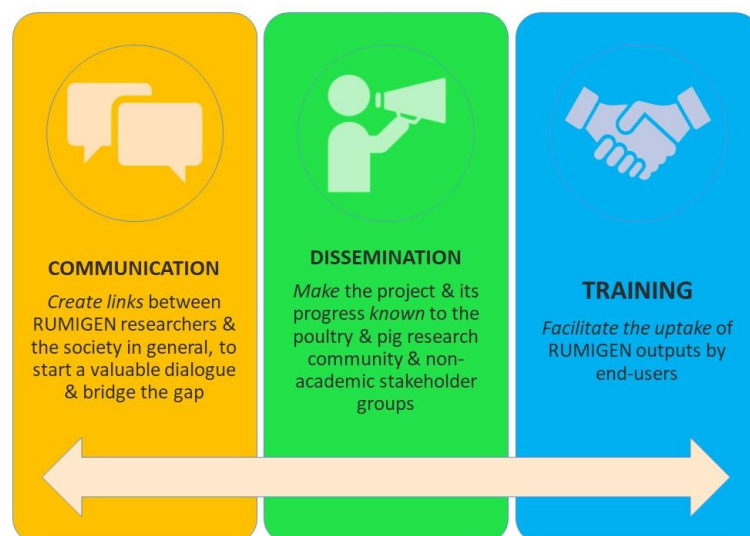 COMMUNICATION
Create links between
RUMIGEN researchers &
the society in general, to
start a valuable dialogue
& bridge the gap
DISSEMINATION
Make the project & its
progress known to the
poultry & pig research
community & non-
academic stakeholder
groups
TRAINING
Facilitate the uptake of
RUMIGEN outputs by
end-users